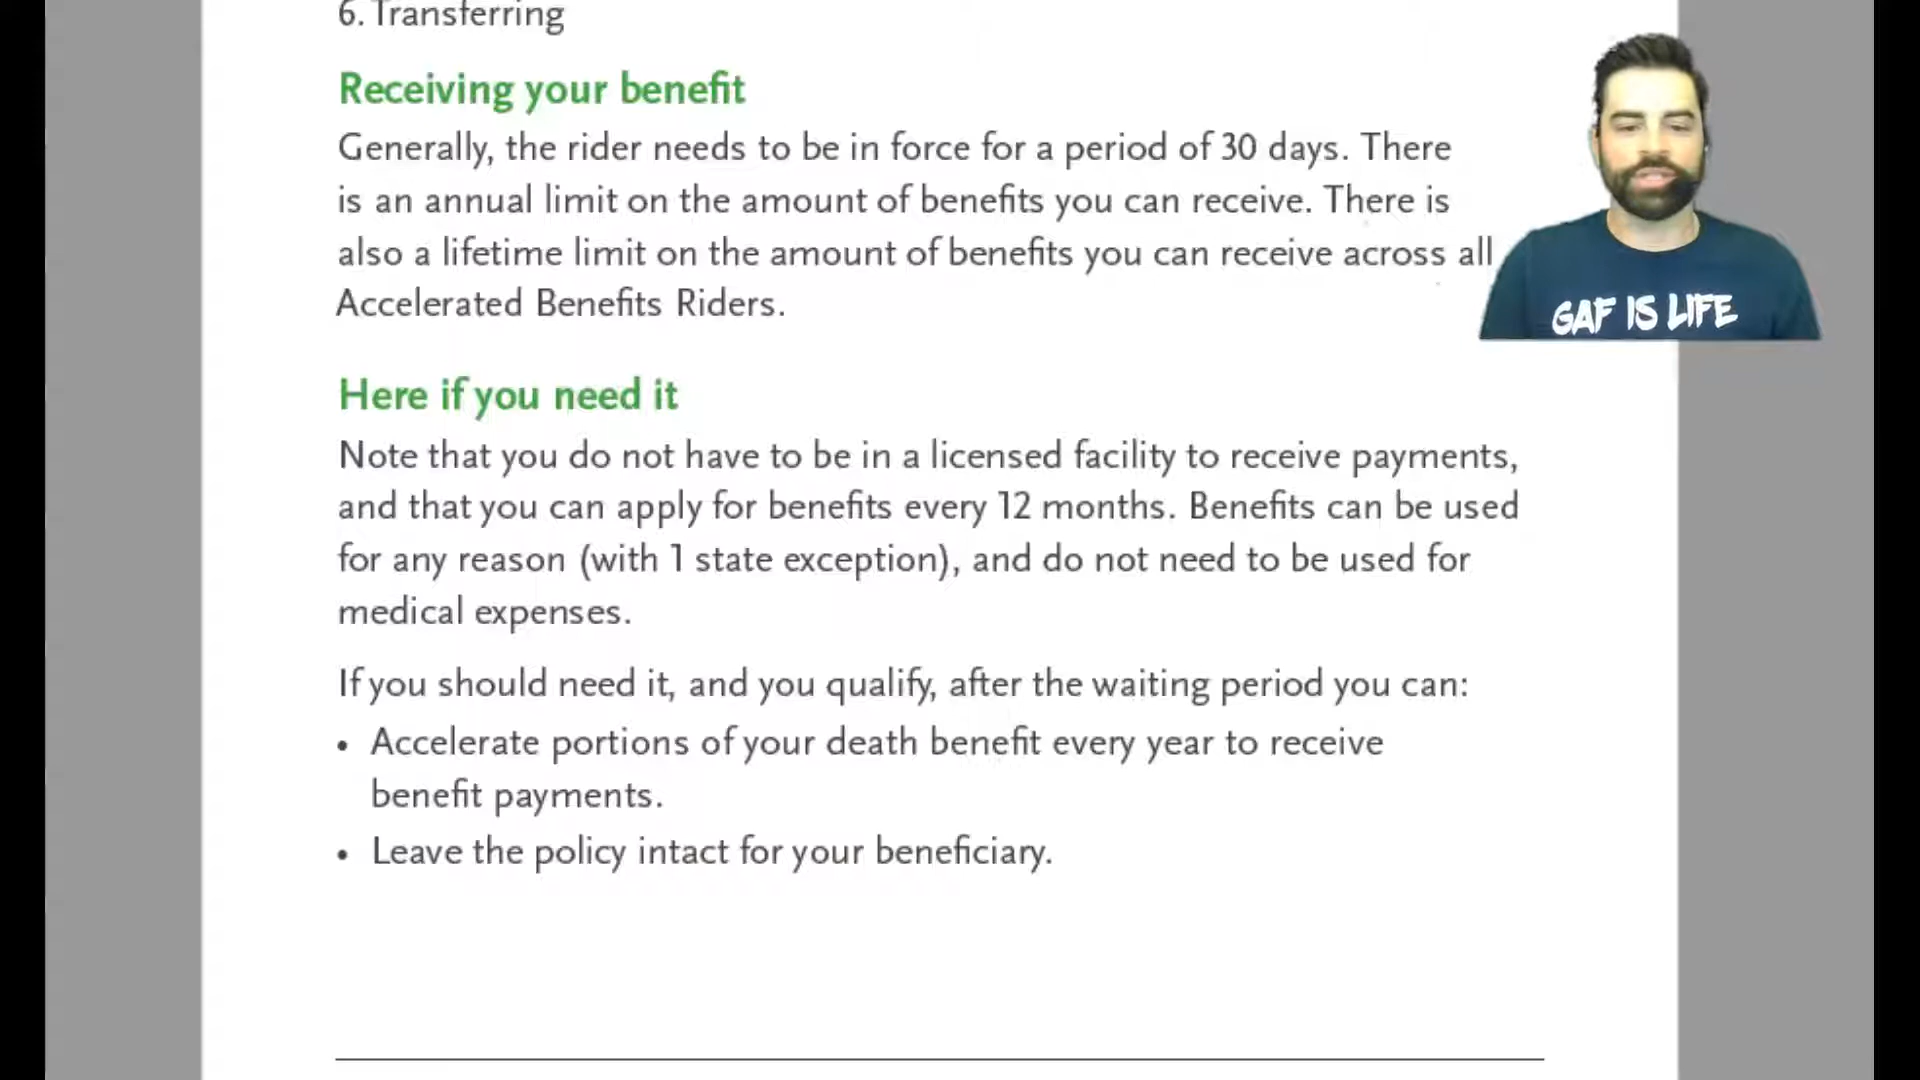 6. Transferring
Receiving your benefit
Generally, the rider needs to be in force for a period of 30 days. There
is an annual limit on the amount of benefits you can receive. There is
also a lifetime limit on the amount of benefits you can receive across all
Accelerated Benefits Riders.
GAF IS LIFE
Here if you need it
Note that you do not have to be in a licensed facility to receive payments,
and that you can apply for benefits every 12 months. Benefits can be used
for any reason (with 1 state exception), and do not need to be used for
medical expenses.
If you should need it, and you qualify, after the waiting period you can:
• Accelerate portions of your death benefit every year to receive
benefit payments.
• Leave the policy intact for your beneficiary.